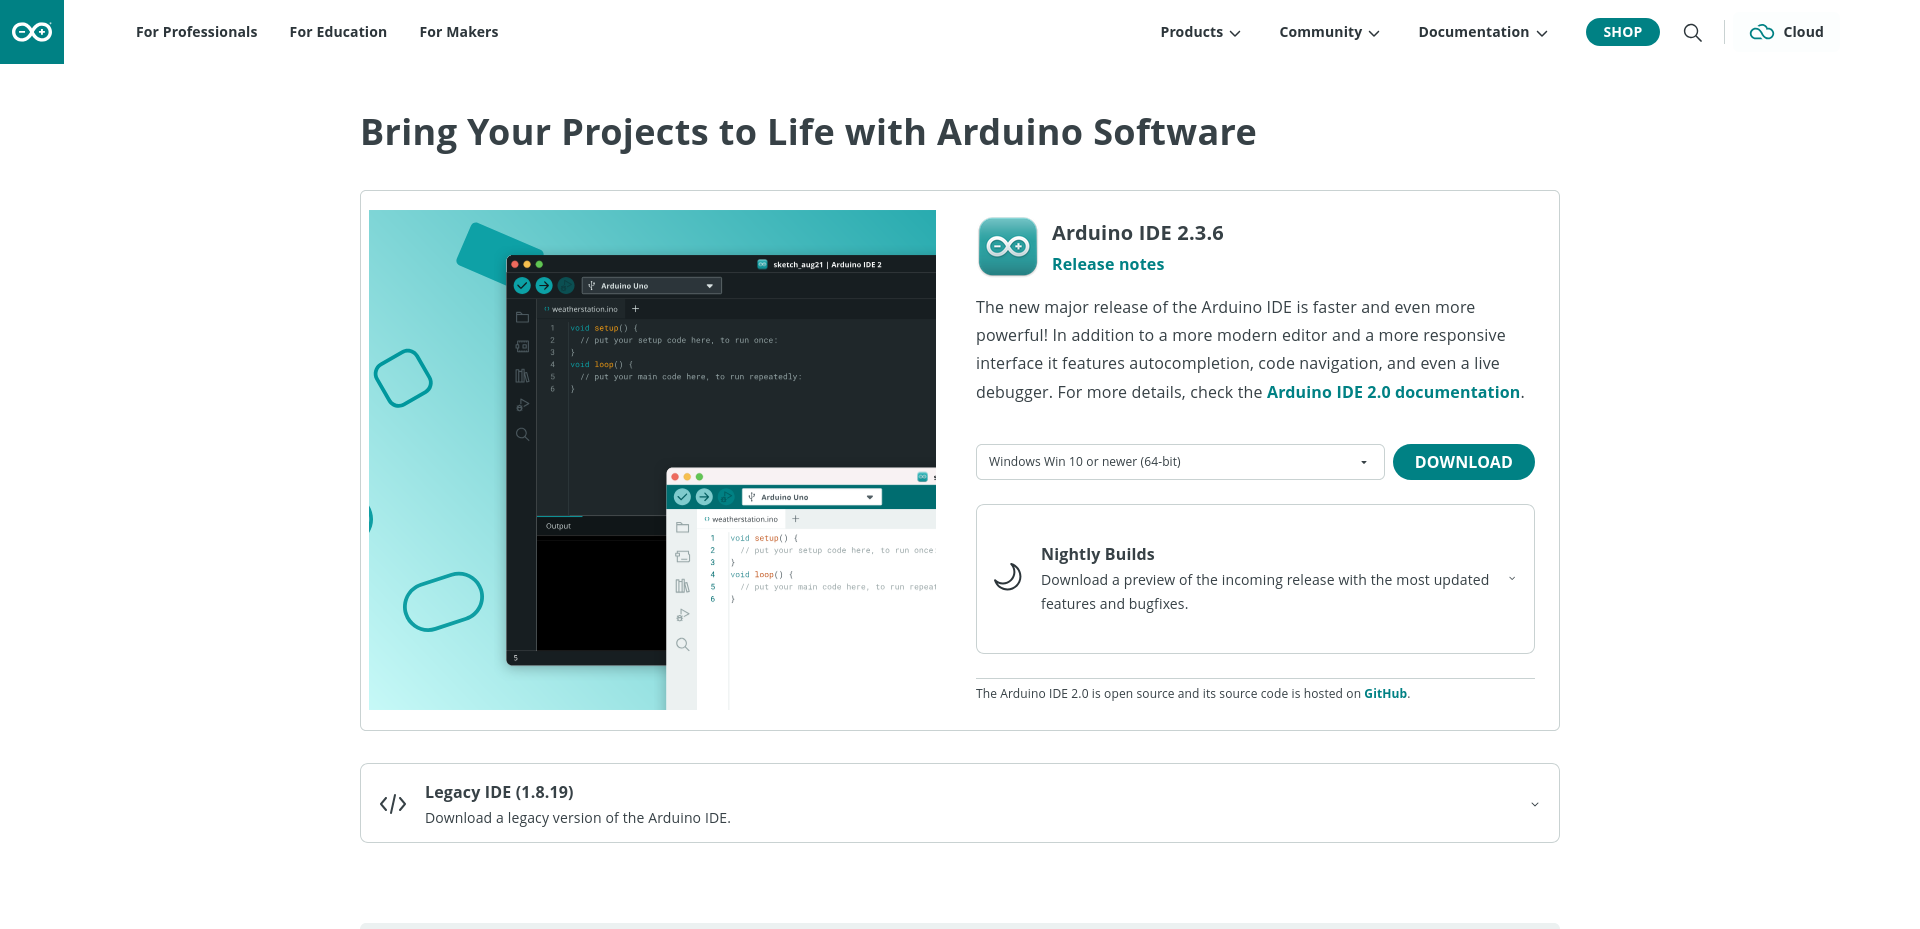 For Professionals
For Education
For Makers
Products
Community
Documentation
SHOP
Cloud
Bring Your Projects to Life with Arduino Software
sketch_aug21 | Arduino IDE 2
Arduino Uno
weatherstation.ino
1 void setup() {
2 // put your setup code here, to run once:
3 }
4 void loop() {
5 // put your main code here, to run repeatedly:
6 }
Output
5
Arduino Uno
weatherstation.ino
1 void setup() {
2 // put your setup code here, to run once:
3 }
4 void loop() {
5 // put your main code here, to run repeat
6 }
Arduino IDE 2.3.6
Release notes
The new major release of the Arduino IDE is faster and even more
powerful! In addition to a more modern editor and a more responsive
interface it features autocompletion, code navigation, and even a live
debugger. For more details, check the Arduino IDE 2.0 documentation.
Windows Win 10 or newer (64-bit)
DOWNLOAD
Nightly Builds
Download a preview of the incoming release with the most updated
features and bugfixes.
The Arduino IDE 2.0 is open source and its source code is hosted on GitHub.
Legacy IDE (1.8.19)
Download a legacy version of the Arduino IDE.